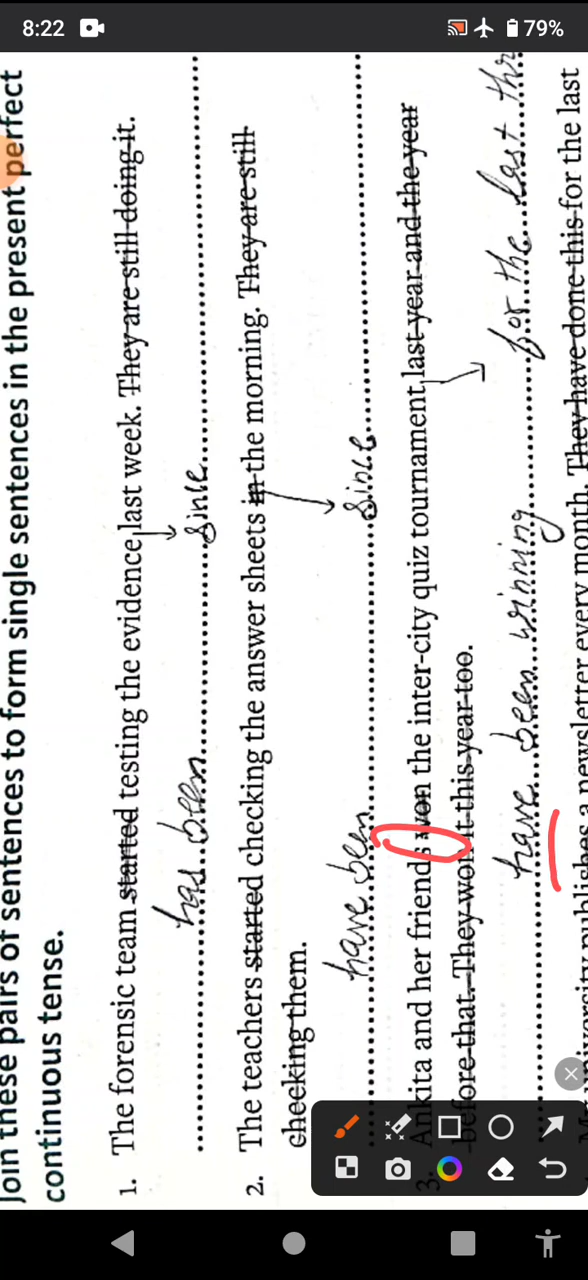 8:22
79%
Join these pairs of sentences to form single sentences in the present perfect
continuous tense.
1. The forensic team started testing the evidence last week. They are still doing it.
has been since
2. The teachers started checking the answer sheets in the morning. They are still
checking them.
have been since
3. Ankita and her friends won the inter-city quiz tournament last year and the year
before that. They won it this year too.
have been winning for the last
a newsletter every month. They have done this for the last